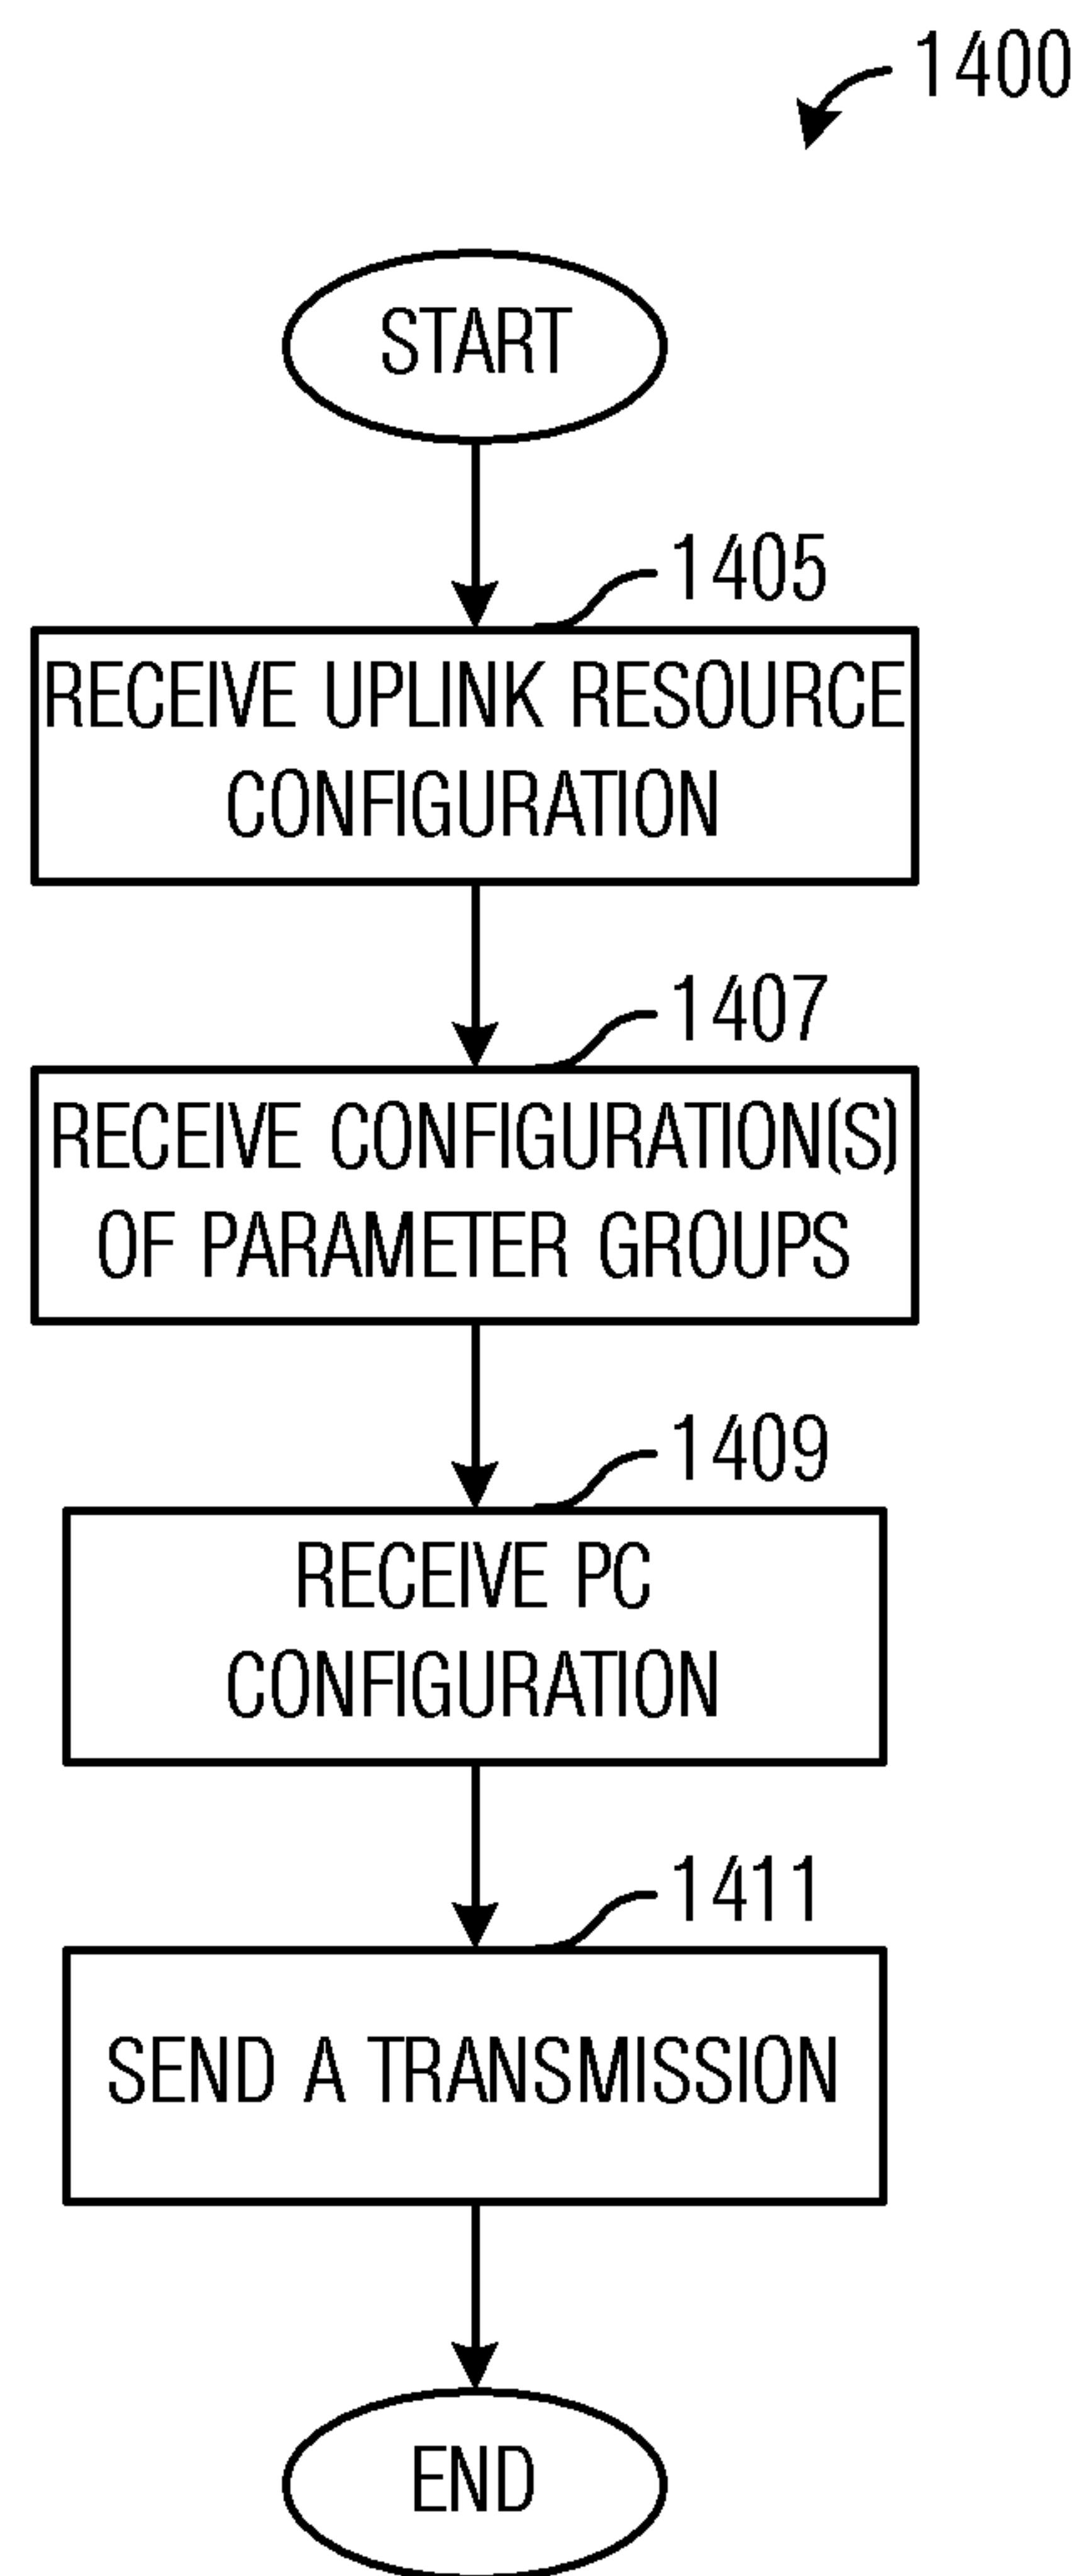 1400
START
1405
RECEIVE UPLINK RESOURCE
CONFIGURATION
1407
RECEIVE CONFIGURATION(S)
OF PARAMETER GROUPS
1409
RECEIVE PC
CONFIGURATION
1411
SEND A TRANSMISSION
END